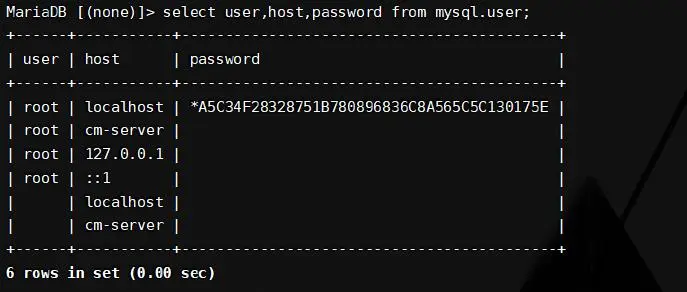 MariaDB [(none)]> select user,host,password from mysql.user;
+------+-----------+-------------------------------------------+
| user | host      | password                                  |
+------+-----------+-------------------------------------------+
| root | localhost | *A5C34F28328751B780896836C8A565C5C130175E |
| root | cm-server |                                           |
| root | 127.0.0.1 |                                           |
| root | ::1       |                                           |
|      | localhost |                                           |
|      | cm-server |                                           |
+------+-----------+-------------------------------------------+
6 rows in set (0.00 sec)